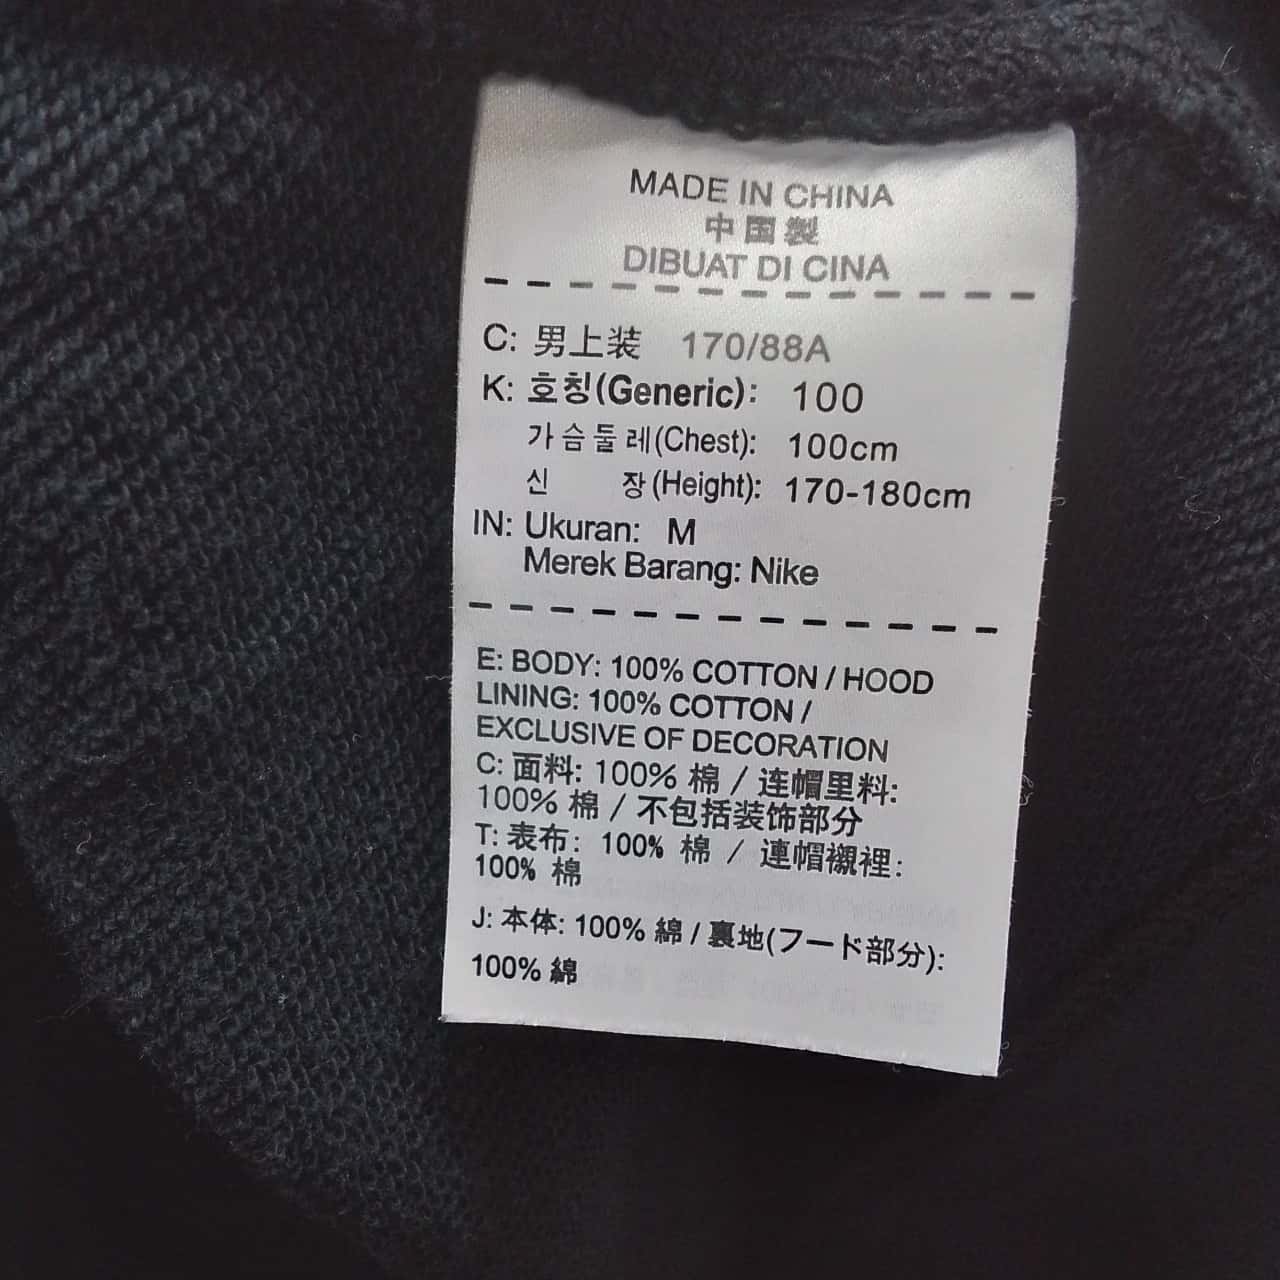 MADE IN CHINA
中国製
DIBUAT DI CINA
C: 男上装 170/88A
K: 호칭(Generic): 100
가슴둘레(Chest): 100cm
신 장(Height): 170-180cm
IN: Ukuran: M
Merek Barang: Nike
E: BODY: 100% COTTON / HOOD
LINING: 100% COTTON /
EXCLUSIVE OF DECORATION
C: 面料: 100% 棉 / 连帽里料:
100% 棉 / 不包括装饰部分
T: 表布: 100% 棉 / 連帽襯裡:
100% 棉
J: 本体: 100% 綿 / 裏地(フード部分):
100% 綿